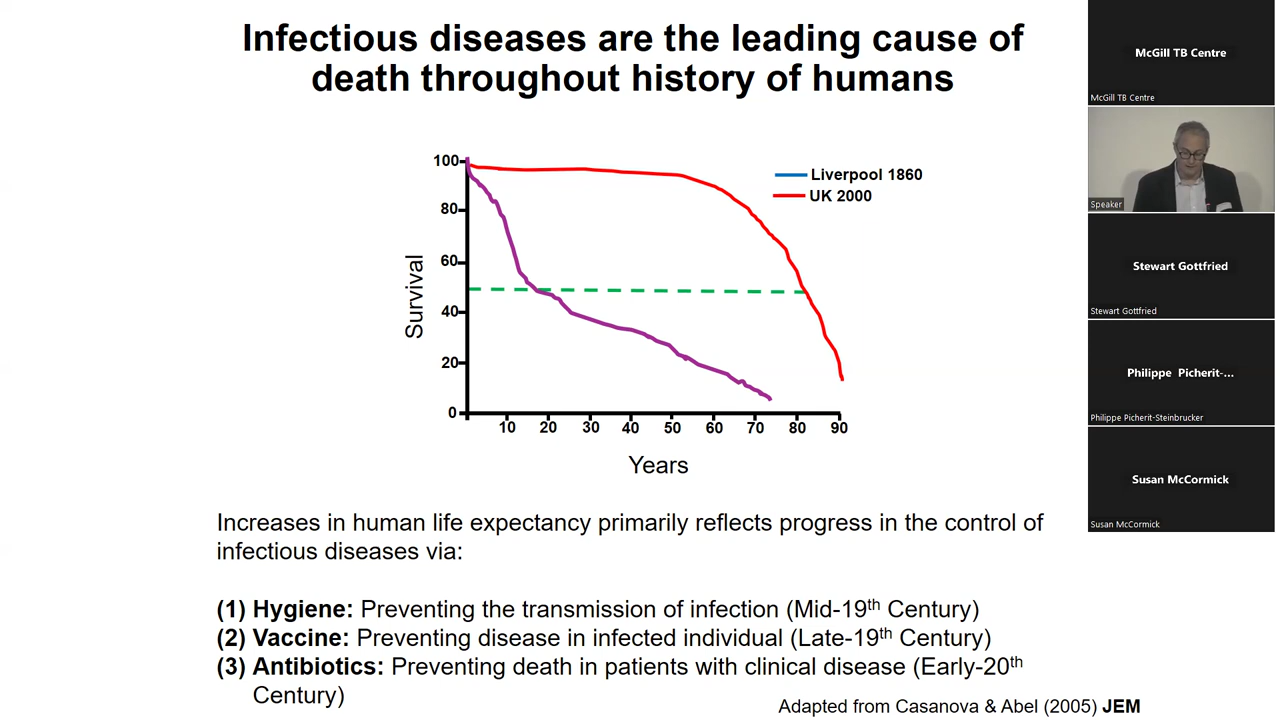 Infectious diseases are the leading cause of
death throughout history of humans
100
80
60
40
20
0
Survival
10
20
30
40
50
60
70
80
90
Years
Liverpool 1860
UK 2000
Increases in human life expectancy primarily reflects progress in the control of
infectious diseases via:
(1) Hygiene: Preventing the transmission of infection (Mid-19th Century)
(2) Vaccine: Preventing disease in infected individual (Late-19th Century)
(3) Antibiotics: Preventing death in patients with clinical disease (Early-20th
Century)
Adapted from Casanova & Abel (2005) JEM
McGill TB Centre
McGill TB Centre
Speaker
Stewart Gottfried
Stewart Gottfried
Philippe Picherit-...
Philippe Picherit-Steinbrucker
Susan McCormick
Susan McCormick